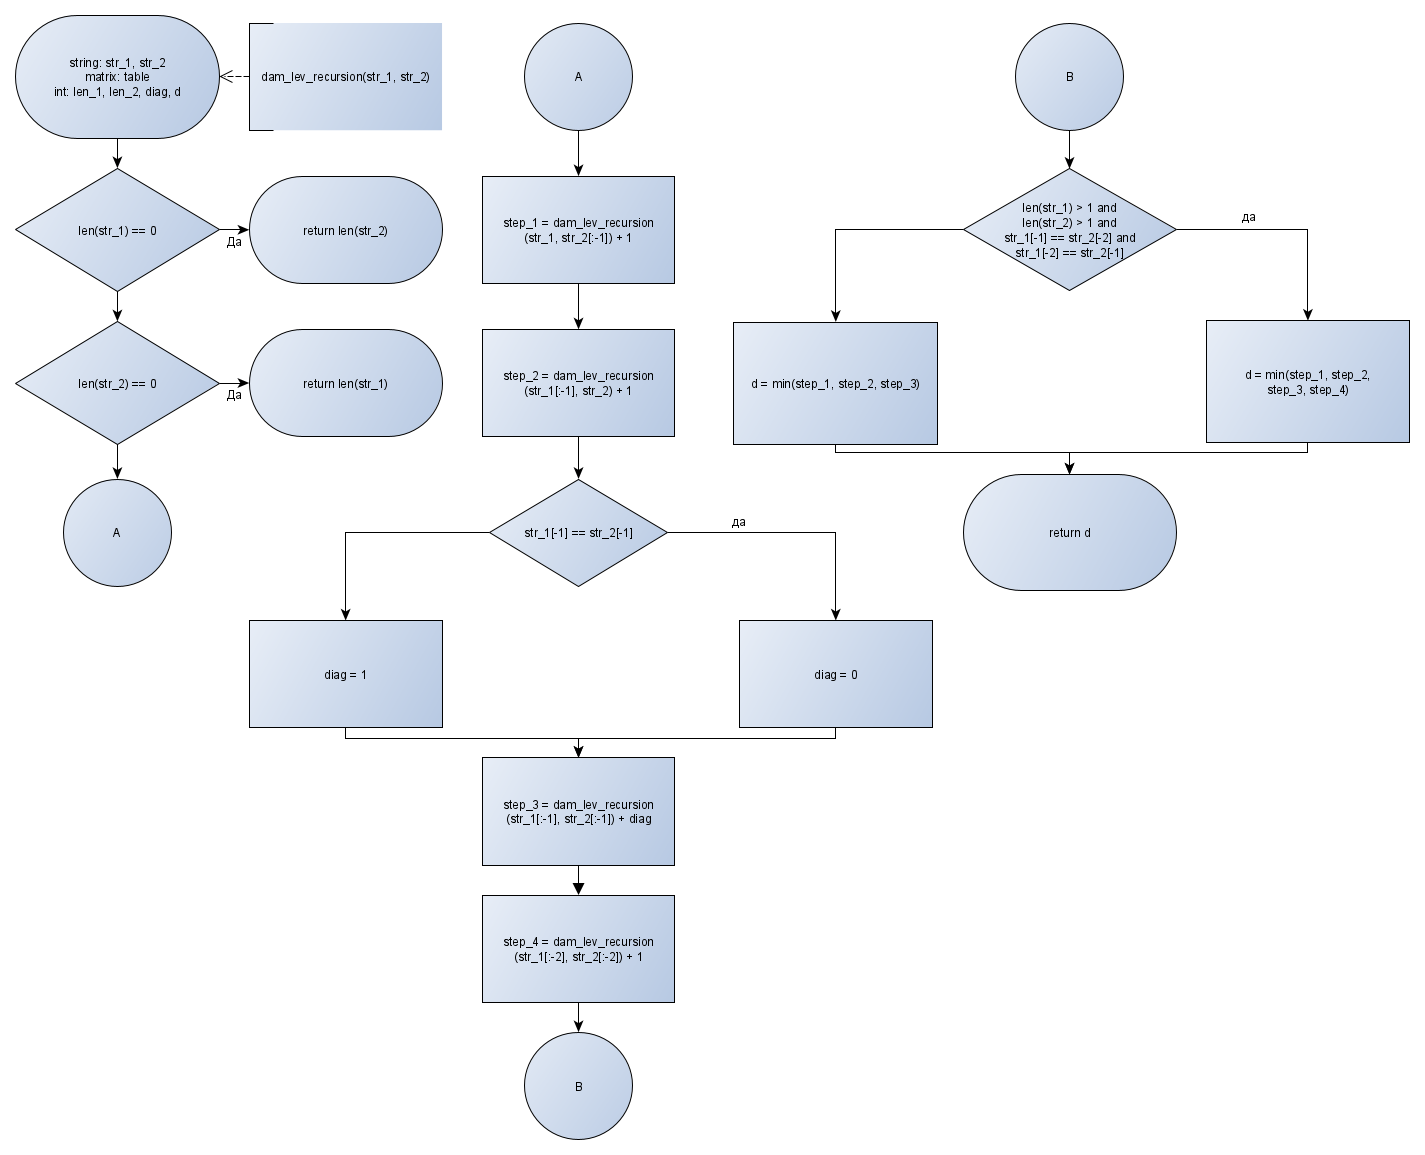 string: str_1, str_2
matrix: table
int: len_1, len_2, diag, d
dam_lev_recursion(str_1, str_2)
len(str_1) == 0
Да
return len(str_2)
len(str_2) == 0
Да
return len(str_1)
A
A
step_1 = dam_lev_recursion
(str_1, str_2[:-1]) + 1
step_2 = dam_lev_recursion
(str_1[:-1], str_2) + 1
str_1[-1] == str_2[-1]
да
diag = 1
diag = 0
step_3 = dam_lev_recursion
(str_1[:-1], str_2[:-1]) + diag
step_4 = dam_lev_recursion
(str_1[:-2], str_2[:-2]) + 1
B
B
len(str_1) > 1 and
len(str_2) > 1 and
str_1[-1] == str_2[-2] and
str_1[-2] == str_2[-1]
да
d = min(step_1, step_2, step_3)
d = min(step_1, step_2,
step_3, step_4)
return d